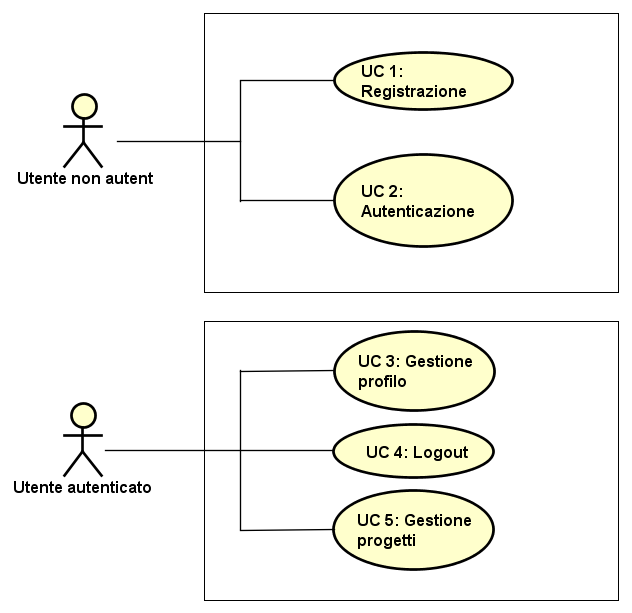 UC 1:
Registrazione
Utente non autent
UC 2:
Autenticazione
UC 3: Gestione
profilo
UC 4: Logout
Utente autenticato
UC 5: Gestione
progetti